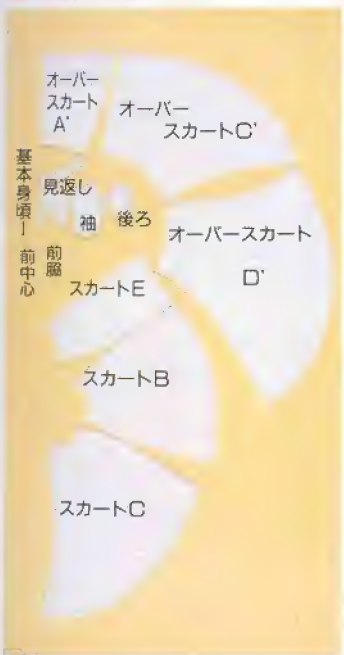 オーバー
スカート
A'
オーバー
スカートC'
基本身頃Ⅰ 前中心
見返し
袖
後ろ
前脇
オーバースカート
D'
スカートE
スカートB
スカートC